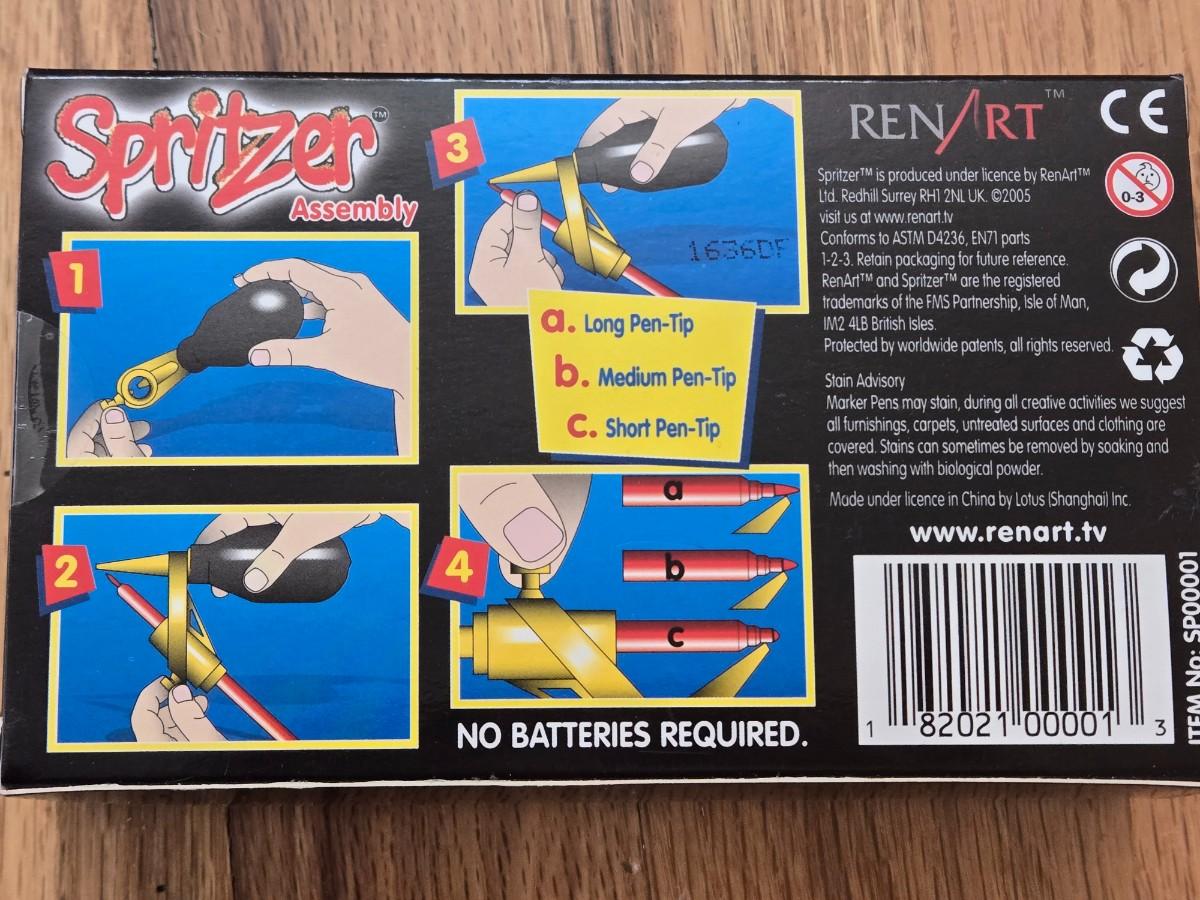 Spritzer™
Assembly
1
2
3
1636DF
a. Long Pen-Tip
b. Medium Pen-Tip
c. Short Pen-Tip
4
a
b
c
NO BATTERIES REQUIRED.
RENART™
CE
0-3
Spritzer™ is produced under licence by RenArt™
Ltd. Redhill Surrey RH1 2NL UK. ©2005
visit us at www.renart.tv
Conforms to ASTM D4236, EN71 parts
1-2-3. Retain packaging for future reference.
RenArt™ and Spritzer™ are the registered
trademarks of the FMS Partnership, Isle of Man,
IM2 4LB British Isles.
Protected by worldwide patents, all rights reserved.
Stain Advisory
Marker Pens may stain, during all creative activities we suggest
all furnishings, carpets, untreated surfaces and clothing are
covered. Stains can sometimes be removed by soaking and
then washing with biological powder.
Made under licence in China by Lotus (Shanghai) Inc.
www.renart.tv
1 82021 00001 3
ITEM No: SP000001